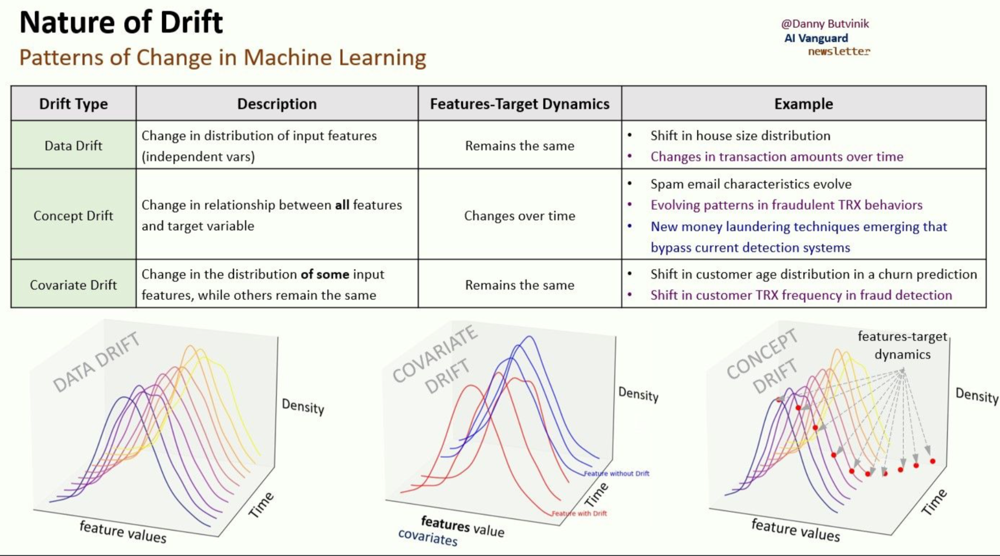 Nature of Drift
Patterns of Change in Machine Learning
@Danny Butvinik
AI Vanguard
newsletter
Drift Type
Description
Features-Target Dynamics
Example
Data Drift
Change in distribution of input features
(independent vars)
Remains the same
• Shift in house size distribution
• Changes in transaction amounts over time
Concept Drift
Change in relationship between all features
and target variable
Changes over time
• Spam email characteristics evolve
• Evolving patterns in fraudulent TRX behaviors
• New money laundering techniques emerging that
bypass current detection systems
Covariate Drift
Change in the distribution of some input
features, while others remain the same
Remains the same
• Shift in customer age distribution in a churn prediction
• Shift in customer TRX frequency in fraud detection
DATA DRIFT
Density
Time
feature values
COVARIATE
DRIFT
Density
Feature without Drift
Time
Feature with Drift
features value
covariates
CONCEPT
DRIFT
features-target
dynamics
Density
Time
feature values